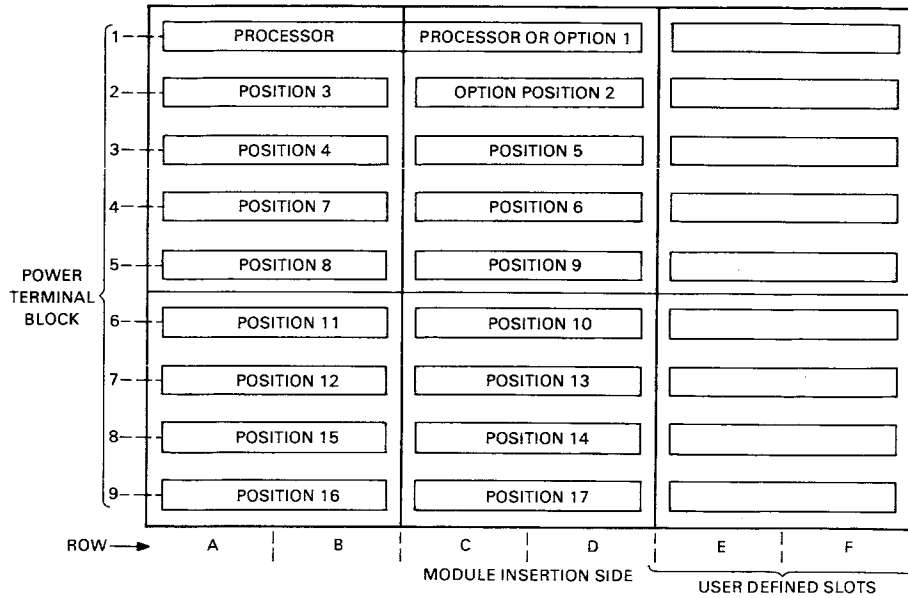 1 PROCESSOR PROCESSOR OR OPTION 1
2 POSITION 3 OPTION POSITION 2
3 POSITION 4 POSITION 5
4 POSITION 7 POSITION 6
5 POSITION 8 POSITION 9
POWER
TERMINAL
BLOCK
6 POSITION 11 POSITION 10
7 POSITION 12 POSITION 13
8 POSITION 15 POSITION 14
9 POSITION 16 POSITION 17
ROW A B C D E F
MODULE INSERTION SIDE
USER DEFINED SLOTS